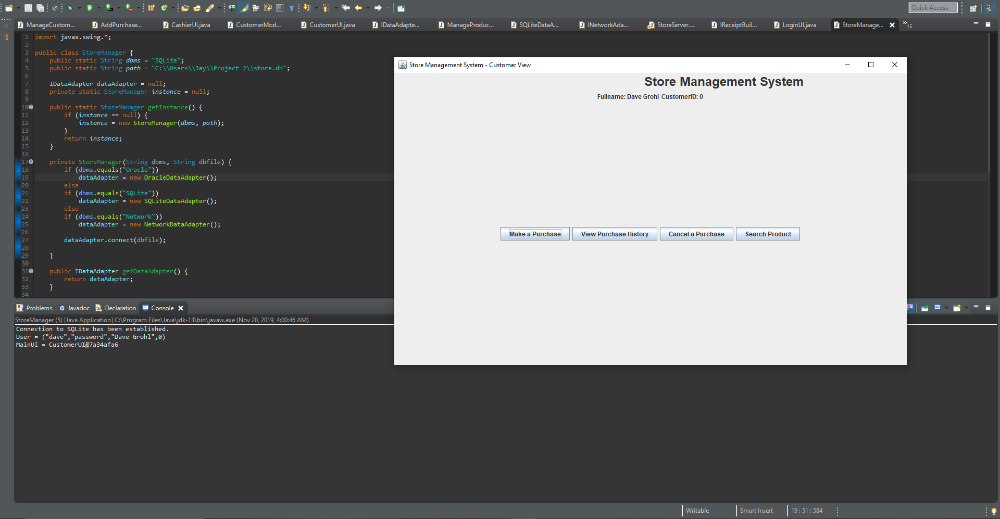 Quick Access
ManageCustom...
AddPurchase...
CashierUI.java
CustomerMod...
CustomerUI.java
IDataAdapte...
ManageProduc...
SQLiteDataA...
INetworkAda...
StoreServer....
IReceiptBuil...
LoginUI.java
StoreManage...
»15
1 import javax.swing.*;
2
3 public class StoreManager {
4 public static String dbms = "SQLite";
5 public static String path = "C:\\Users\\Jay\\Project 2\\store.db";
6
7 IDataAdapter dataAdapter = null;
8 private static StoreManager instance = null;
9
10 public static StoreManager getInstance() {
11 if (instance == null) {
12 instance = new StoreManager(dbms, path);
13 }
14 return instance;
15 }
16
17 private StoreManager(String dbms, String dbfile) {
18 if (dbms.equals("Oracle"))
19 dataAdapter = new OracleDataAdapter();
20 else
21 if (dbms.equals("SQLite"))
22 dataAdapter = new SQLiteDataAdapter();
23 else
24 if (dbms.equals("Network"))
25 dataAdapter = new NetworkDataAdapter();
26
27 dataAdapter.connect(dbfile);
28
29 }
30
31 public IDataAdapter getDataAdapter() {
32 return dataAdapter;
33 }
34
Store Management System - Customer View
Store Management System
Fullname: Dave Grohl CustomerID: 0
Make a Purchase
View Purchase History
Cancel a Purchase
Search Product
Problems
Javadoc
Declaration
Console
StoreManager (5) [Java Application] C:\Program Files\Java\jdk-13\bin\javaw.exe (Nov 20, 2019, 4:00:46 AM)
Connection to SQLite has been established.
User = ("dave","password","Dave Grohl",0)
MainUI = CustomerUI@7a34afa6
Writable
Smart Insert
19 : 51 : 584